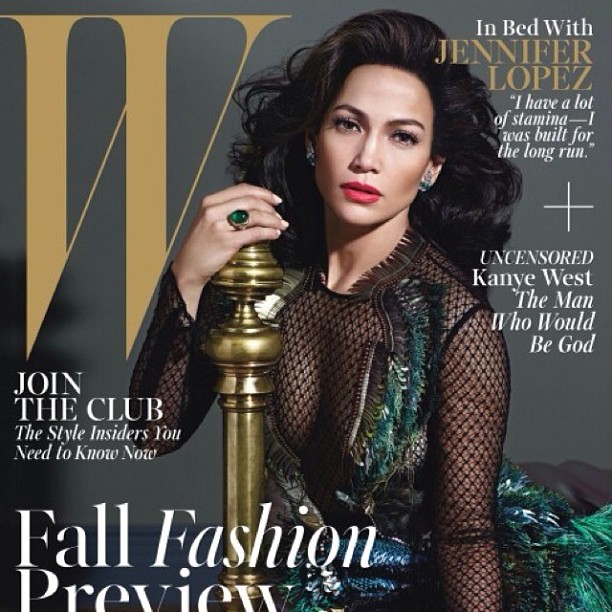 W
In Bed With
JENNIFER
LOPEZ
“I have a lot
of stamina—I
was built for
the long run.”
UNCENSORED
Kanye West
The Man
Who Would
Be God
JOIN
THE CLUB
The Style Insiders You
Need to Know Now
Fall Fashion
Preview